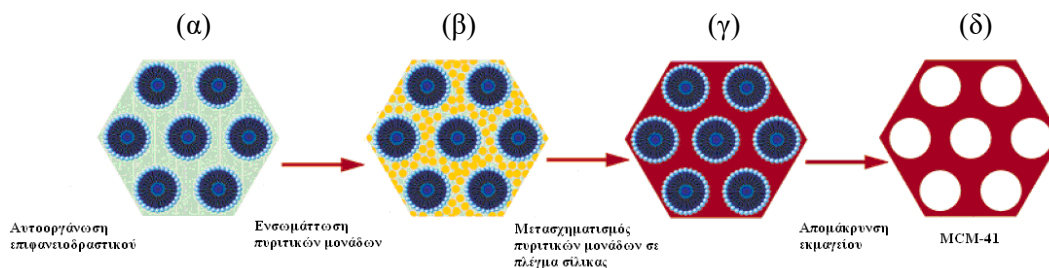 (α)
(β)
(γ)
(δ)
Αυτοοργάνωση
επιφανειοδραστικού
Ενσωμάττωση
πυριτικών μονάδων
Μετασχηματισμός
πυριτικών μονάδων σε
πλέγμα σίλικας
Απομάκρυνση
εκμαγείου
MCM-41